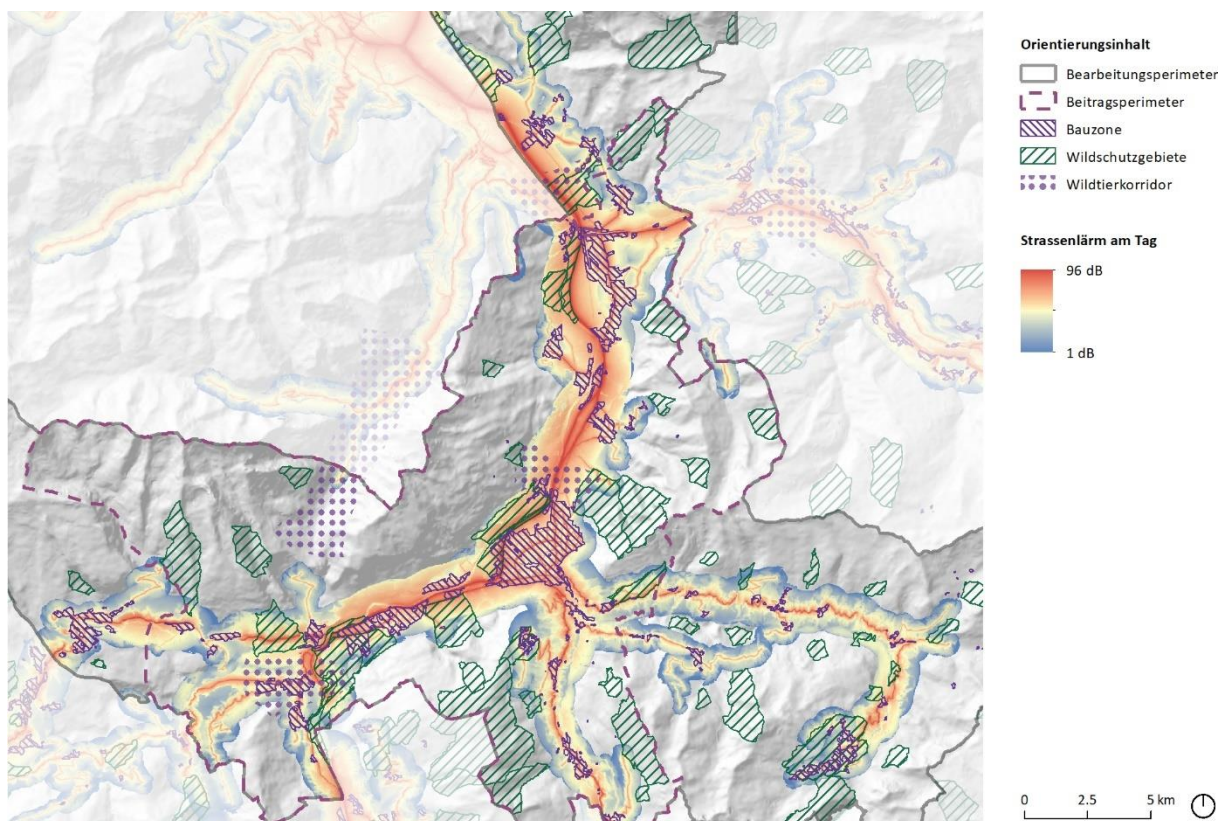 Orientierungsinhalt
Bearbeitungsperimeter
Beitragsperimeter
Bauzone
Wildschutzgebiete
Wildtierkorridor
Strassenlärm am Tag
96 dB
1 dB
0 2.5 5 km